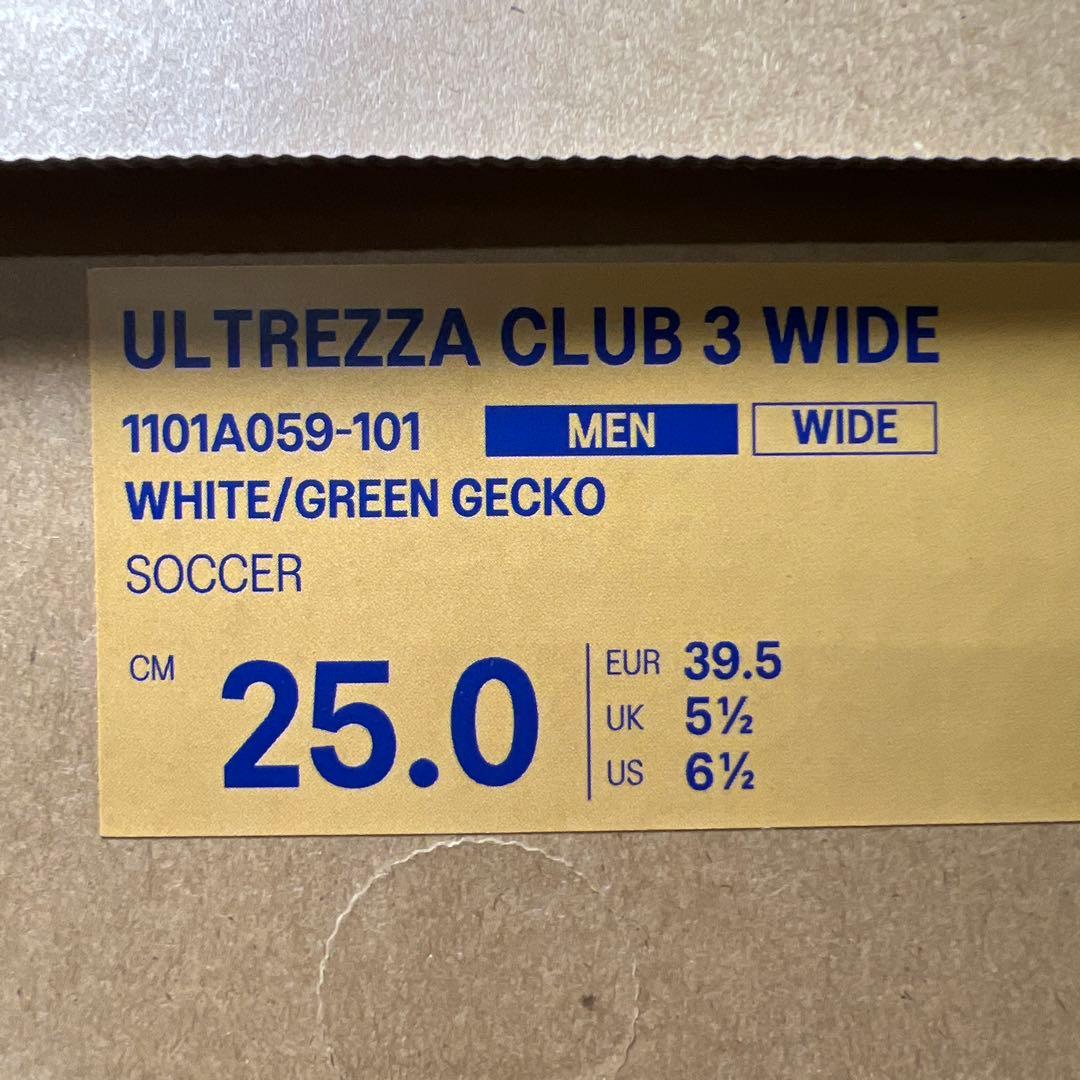 ULTREZZA CLUB 3 WIDE
1101A059-101 MEN WIDE
WHITE/GREEN GECKO
SOCCER
CM 25.0
EUR 39.5
UK 5½
US 6½